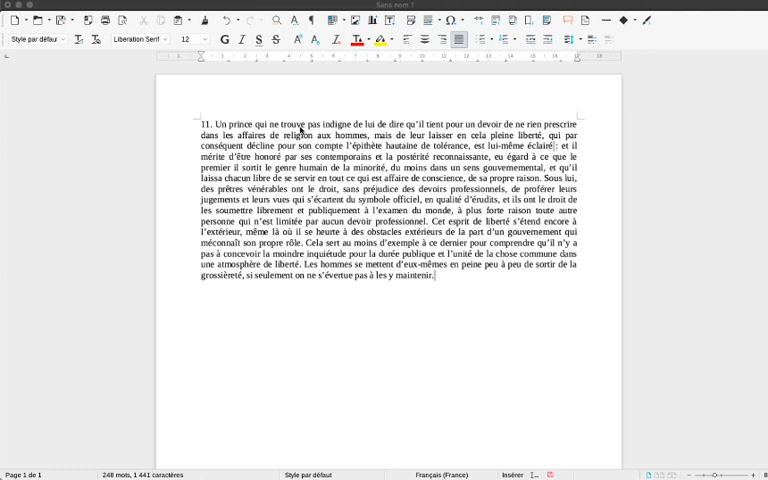 Sans nom 1
Style par défaut
Liberation Serif
12
11. Un prince qui ne trouve pas indigne de lui de dire qu'il tient pour un devoir de ne rien prescrire
dans les affaires de religion aux hommes, mais de leur laisser en cela pleine liberté, qui par
conséquent décline pour son compte l'épithète hautaine de tolérance, est lui-même éclairé : et il
mérite d'être honoré par ses contemporains et la postérité reconnaissante, eu égard à ce que le
premier il sortit le genre humain de la minorité, du moins dans un sens gouvernemental, et qu'il
laissa chacun libre de se servir en tout ce qui est affaire de conscience, de sa propre raison. Sous lui,
des prêtres vénérables ont le droit, sans préjudice des devoirs professionnels, de proférer leurs
jugements et leurs vues qui s'écartent du symbole officiel, en qualité d'érudits, et ils ont le droit de
les soumettre librement et publiquement à l'examen du monde, à plus forte raison toute autre
personne qui n'est limitée par aucun devoir professionnel. Cet esprit de liberté s'étend encore à
l'extérieur, même là où il se heurte à des obstacles extérieurs de la part d'un gouvernement qui
méconnaît son propre rôle. Cela sert au moins d'exemple à ce dernier pour comprendre qu'il n'y a
pas à concevoir la moindre inquiétude pour la durée publique et l'unité de la chose commune dans
une atmosphère de liberté. Les hommes se mettent d'eux-mêmes en peine peu à peu de sortir de la
grossièreté, si seulement on ne s'évertue pas à les y maintenir.
Page 1 de 1
248 mots, 1 441 caractères
Style par défaut
Français (France)
Insérer